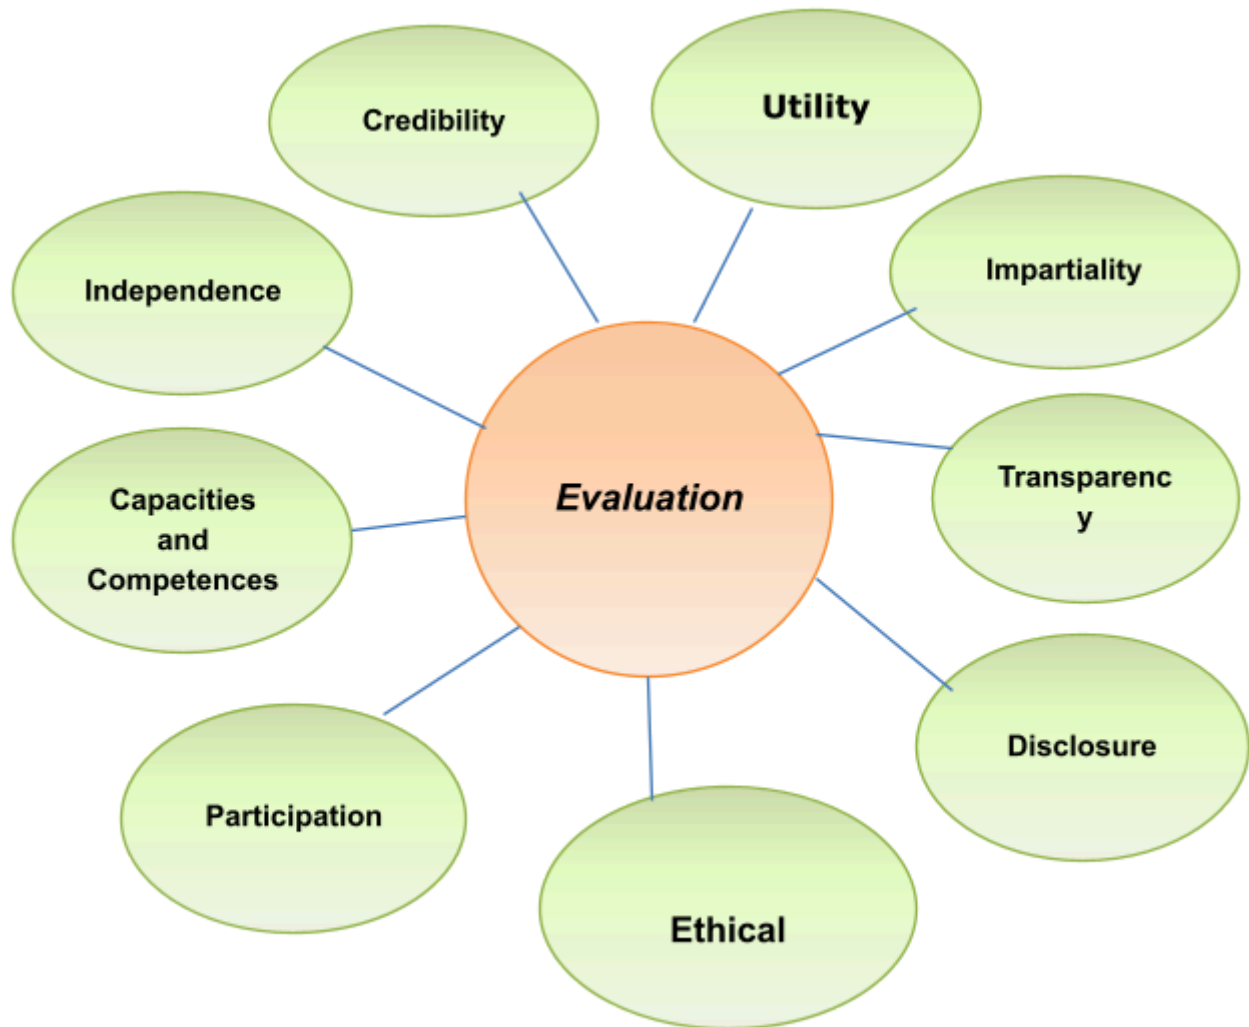 Credibility
Utility
Impartiality
Independence
Evaluation
Transparenc
y
Capacities
and
Competences
Disclosure
Participation
Ethical